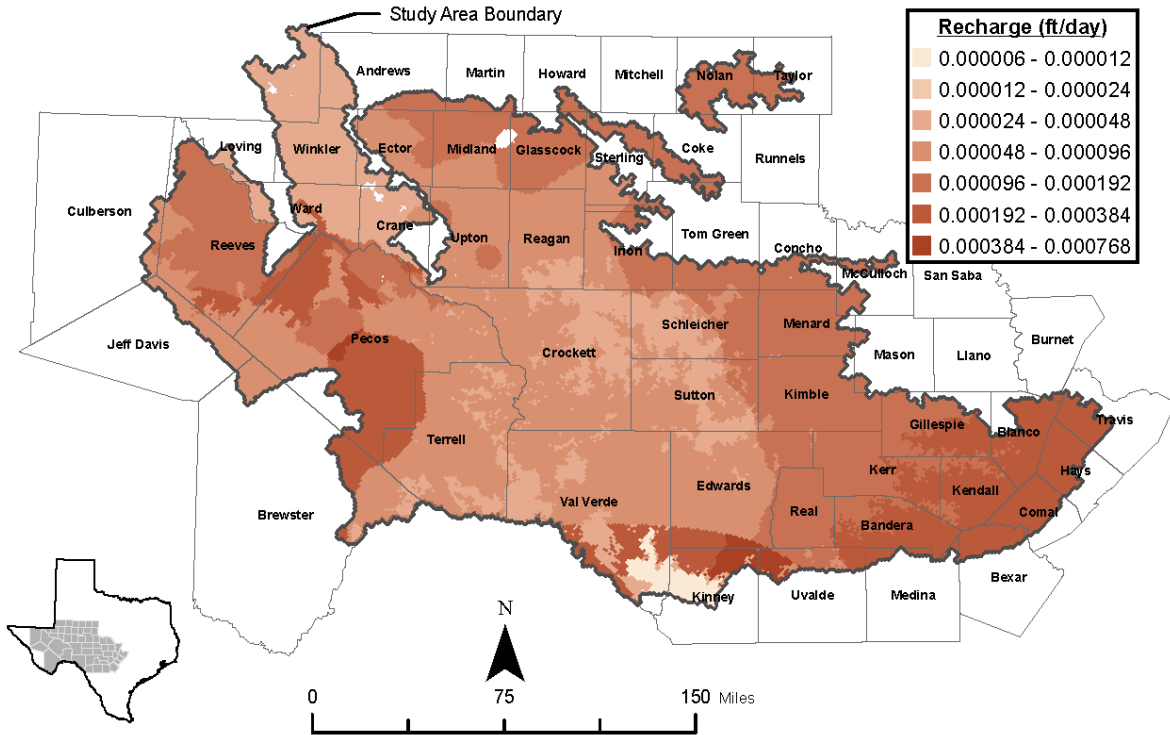 Study Area Boundary
Recharge (ft/day)
0.000006 - 0.000012
0.000012 - 0.000024
0.000024 - 0.000048
0.000048 - 0.000096
0.000096 - 0.000192
0.000192 - 0.000384
0.000384 - 0.000768
Andrews
Martin
Howard
Mitchell
Nolan
Taylor
Loving
Winkler
Ector
Midland
Glasscock
Sterling
Coke
Runnels
Culberson
Ward
Reeves
Crane
Upton
Reagan
Irion
Tom Green
Concho
McCulloch
San Saba
Jeff Davis
Pecos
Crockett
Schleicher
Menard
Mason
Llano
Burnet
Sutton
Kimble
Terrell
Gillespie
Blanco
Travis
Brewster
Val Verde
Edwards
Kerr
Kendall
Hays
Real
Bandera
Comal
Kinney
Uvalde
Medina
Bexar
N
0
75
150 Miles